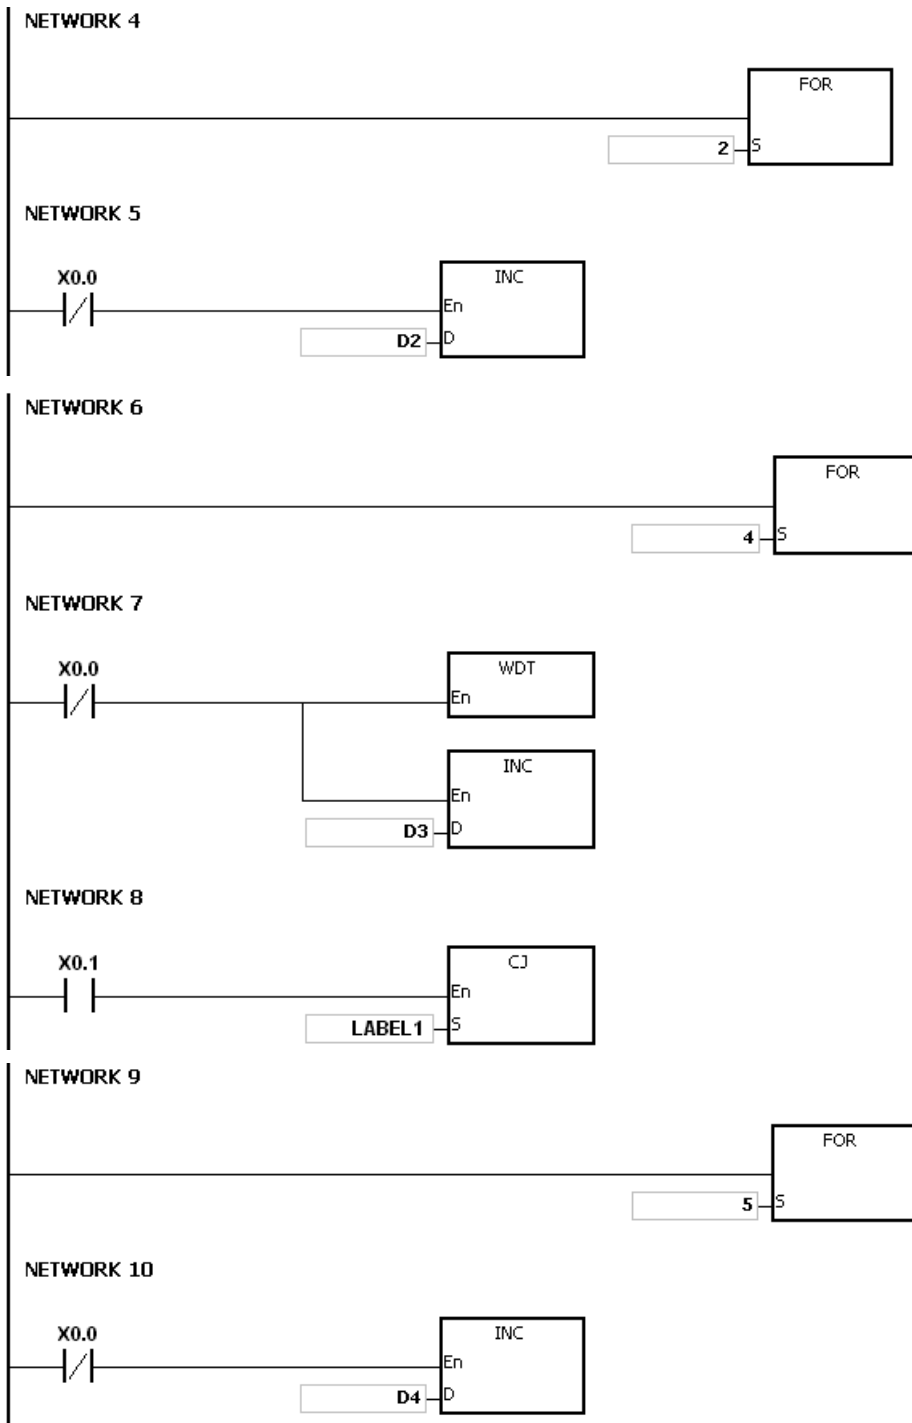 NETWORK 4
FOR
2 S
NETWORK 5
X0.0
INC
En
D2 D
NETWORK 6
FOR
4 S
NETWORK 7
X0.0
WDT
En
INC
En
D3 D
NETWORK 8
X0.1
CJ
En
LABEL1 S
NETWORK 9
FOR
5 S
NETWORK 10
X0.0
INC
En
D4 D